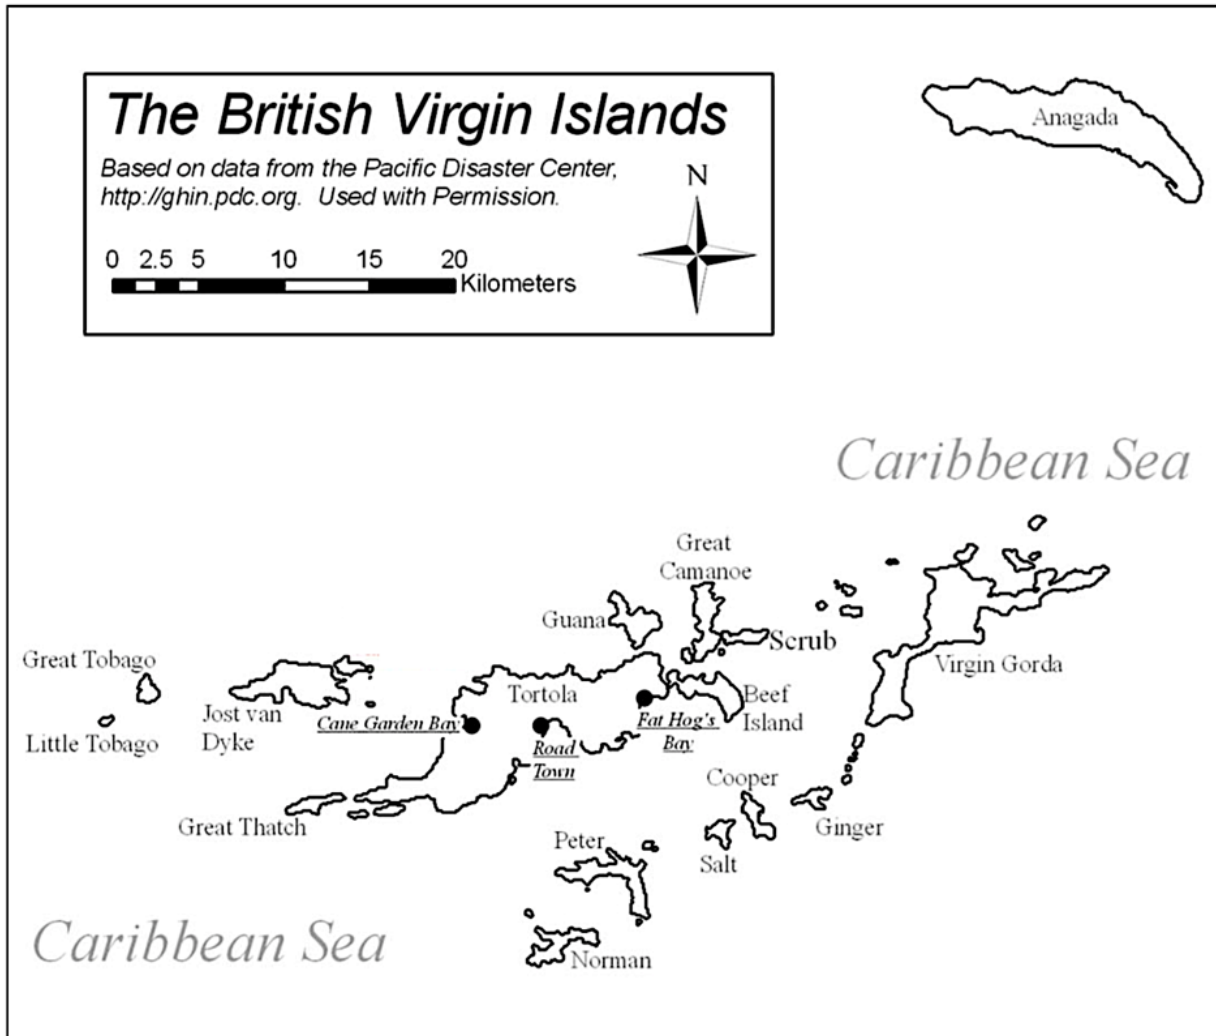 The British Virgin Islands
Based on data from the Pacific Disaster Center,
http://ghin.pdc.org. Used with Permission.
N
0 2.5 5 10 15 20
Kilometers
Anagada
Caribbean Sea
Great
Camanoe
Guana
Scrub
Great Tobago
Virgin Gorda
Tortola
Beef
Island
Jost van
Dyke
Cane Garden Bay
Fat Hog's
Bay
Little Tobago
Road
Town
Cooper
Great Thatch
Ginger
Peter
Salt
Caribbean Sea
Norman